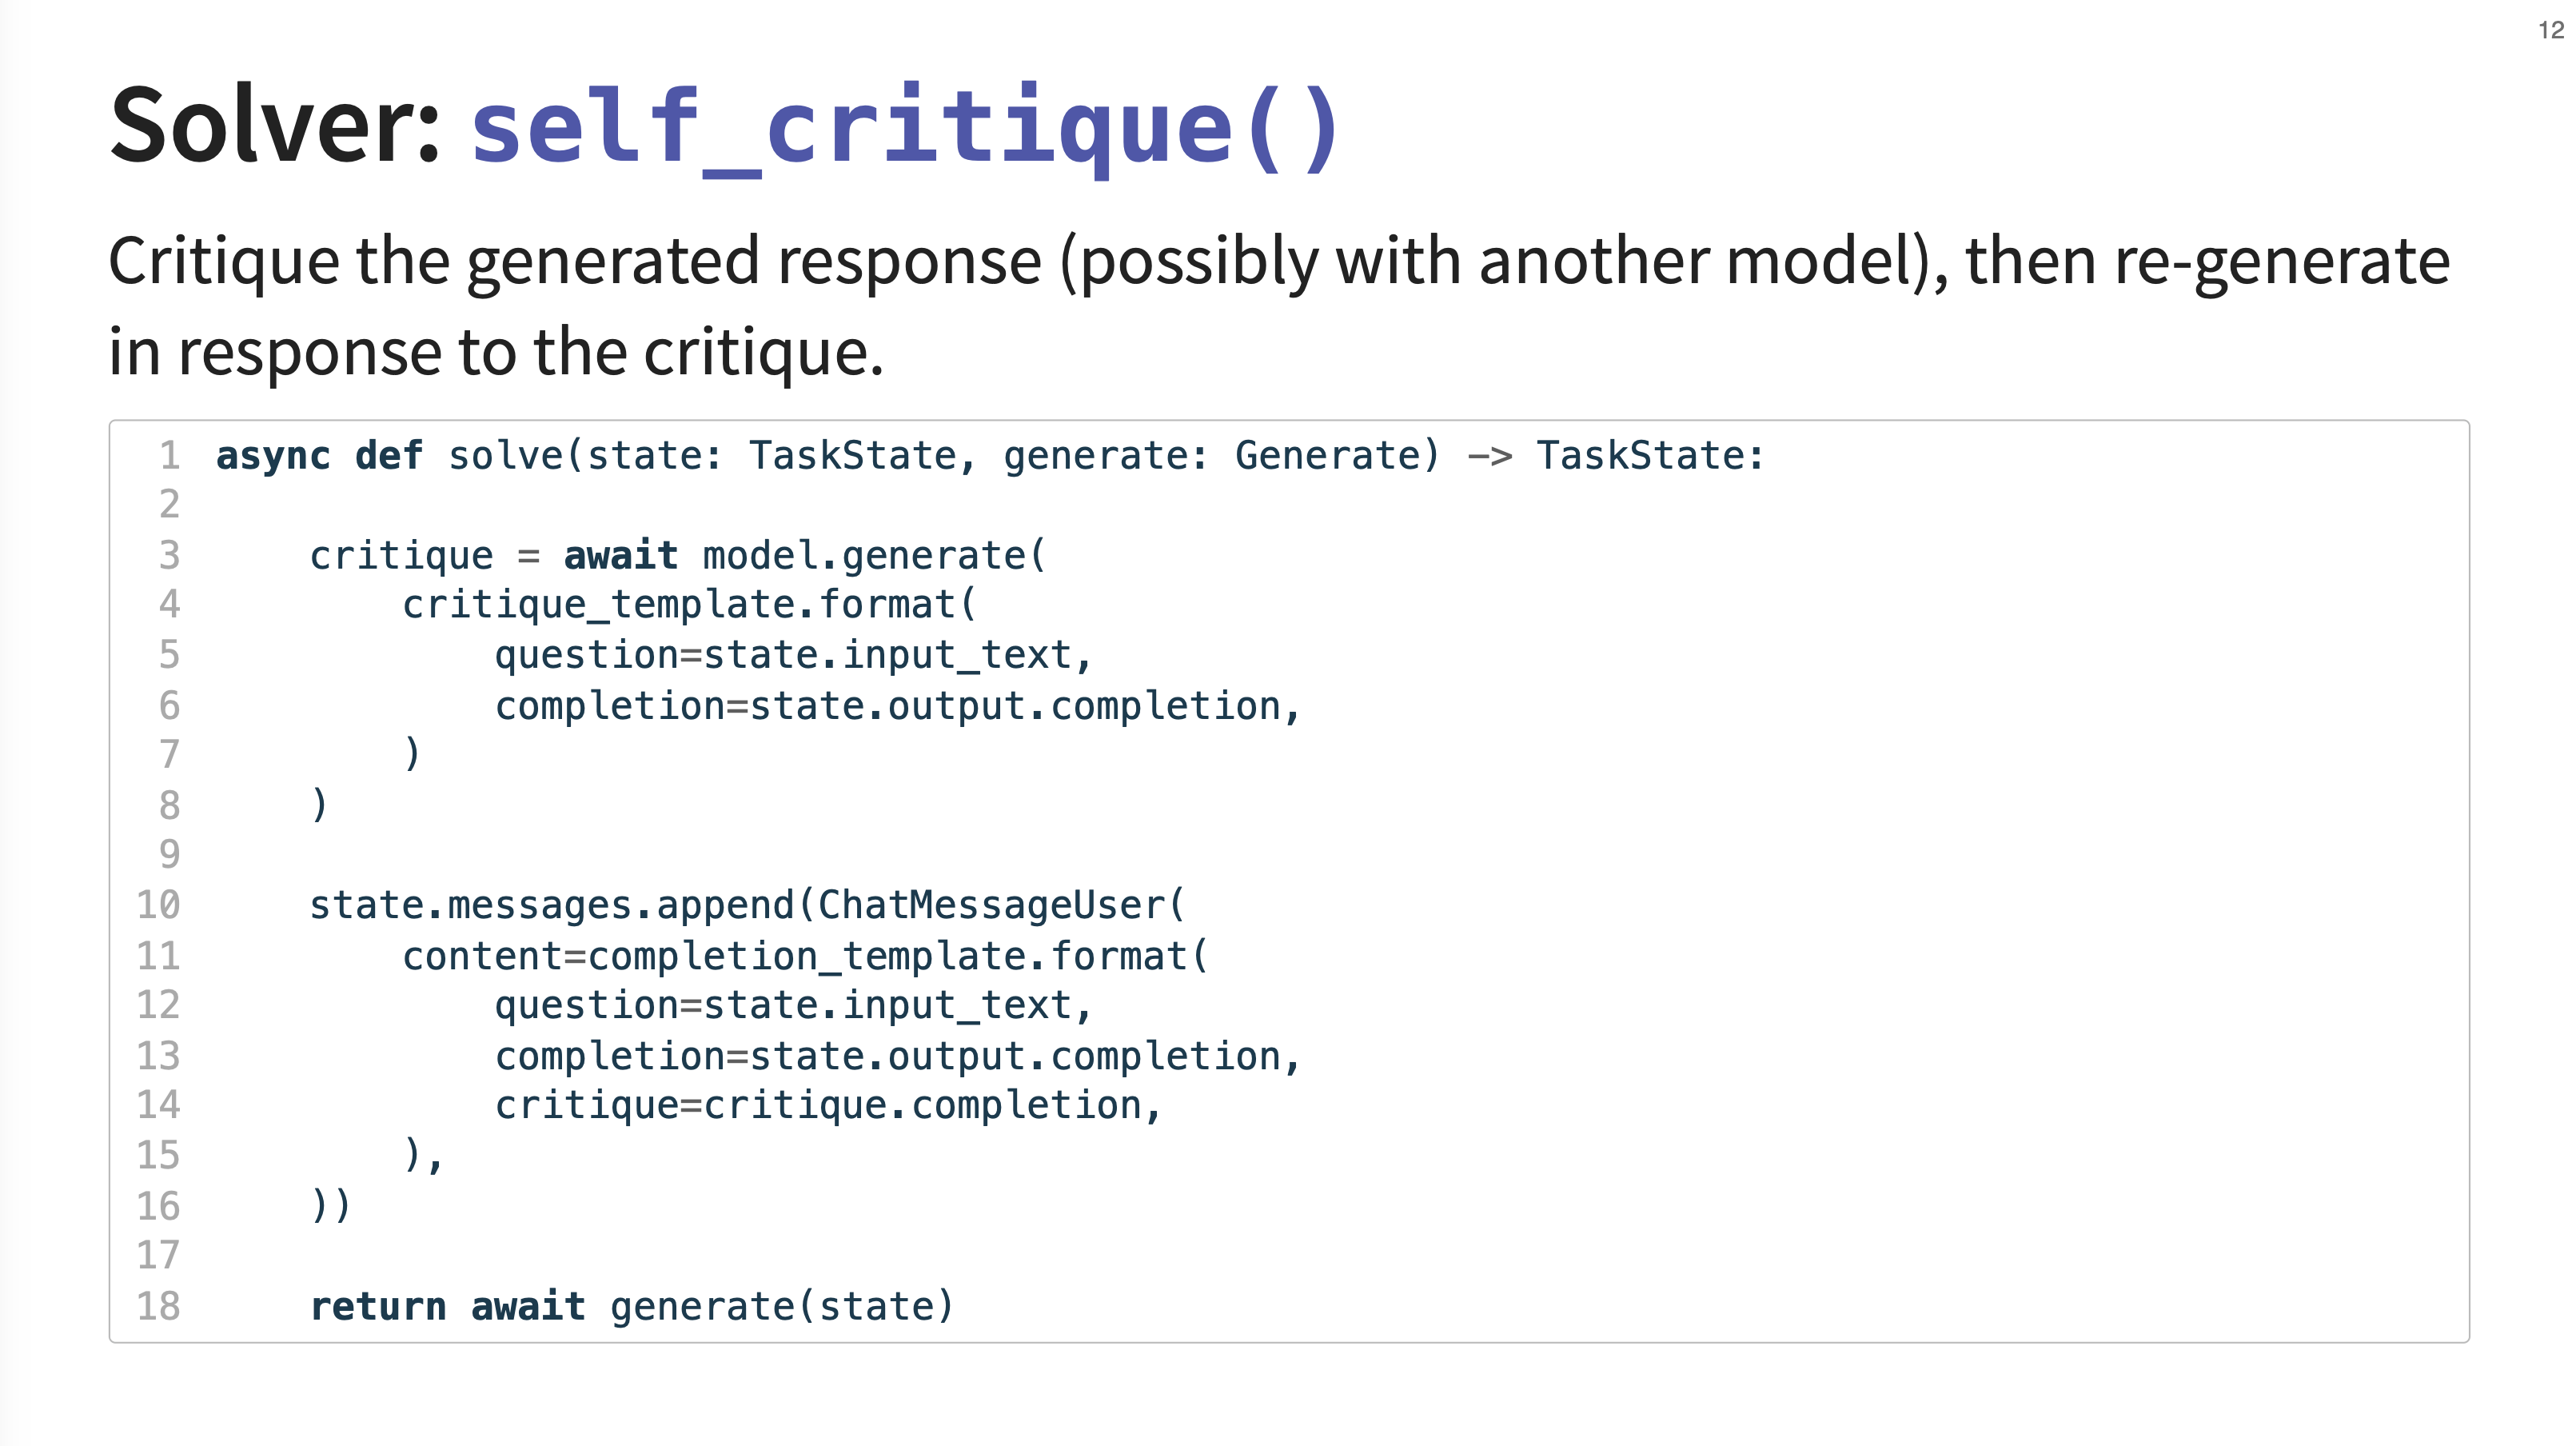 12
Solver: self_critique()
Critique the generated response (possibly with another model), then re-generate
in response to the critique.
1 async def solve(state: TaskState, generate: Generate) -> TaskState:
2
3     critique = await model.generate(
4         critique_template.format(
5             question=state.input_text,
6             completion=state.output.completion,
7         )
8     )
9
10     state.messages.append(ChatMessageUser(
11         content=completion_template.format(
12             question=state.input_text,
13             completion=state.output.completion,
14             critique=critique.completion,
15         ),
16     ))
17
18     return await generate(state)